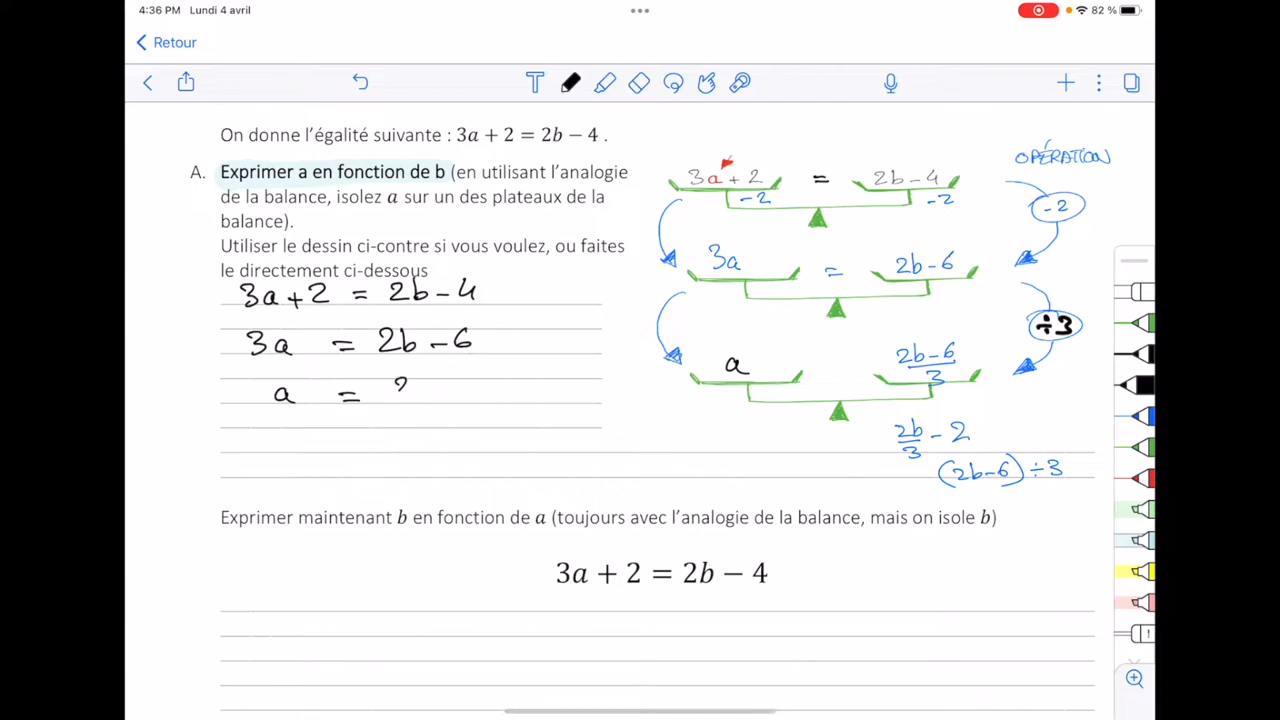 4:36 PM Lundi 4 avril
82 %
Retour
On donne l'égalité suivante : 3a + 2 = 2b − 4 .
A. Exprimer a en fonction de b (en utilisant l'analogie
de la balance, isolez a sur un des plateaux de la
balance).
Utiliser le dessin ci-contre si vous voulez, ou faites
le directement ci-dessous
3a + 2 = 2b − 4
3a = 2b − 6
a = ?
OPÉRATION
3a + 2 = 2b − 4
−2 −2 −2
3a = 2b − 6
÷3
a 2b − 6
3
2b − 2
3
(2b − 6) ÷ 3
Exprimer maintenant b en fonction de a (toujours avec l'analogie de la balance, mais on isole b)
3a + 2 = 2b − 4